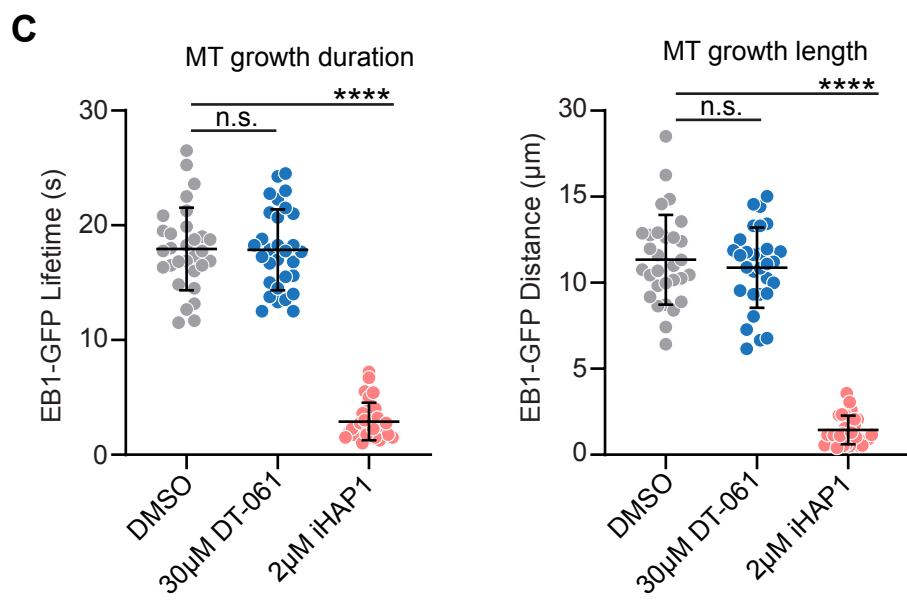 C
MT growth duration
****
n.s.
EB1-GFP Lifetime (s)
30
20
10
0
DMSO
30µM DT-061
2µM iHAP1
MT growth length
****
n.s.
EB1-GFP Distance (µm)
30
15
10
5
0
DMSO
30µM DT-061
2µM iHAP1